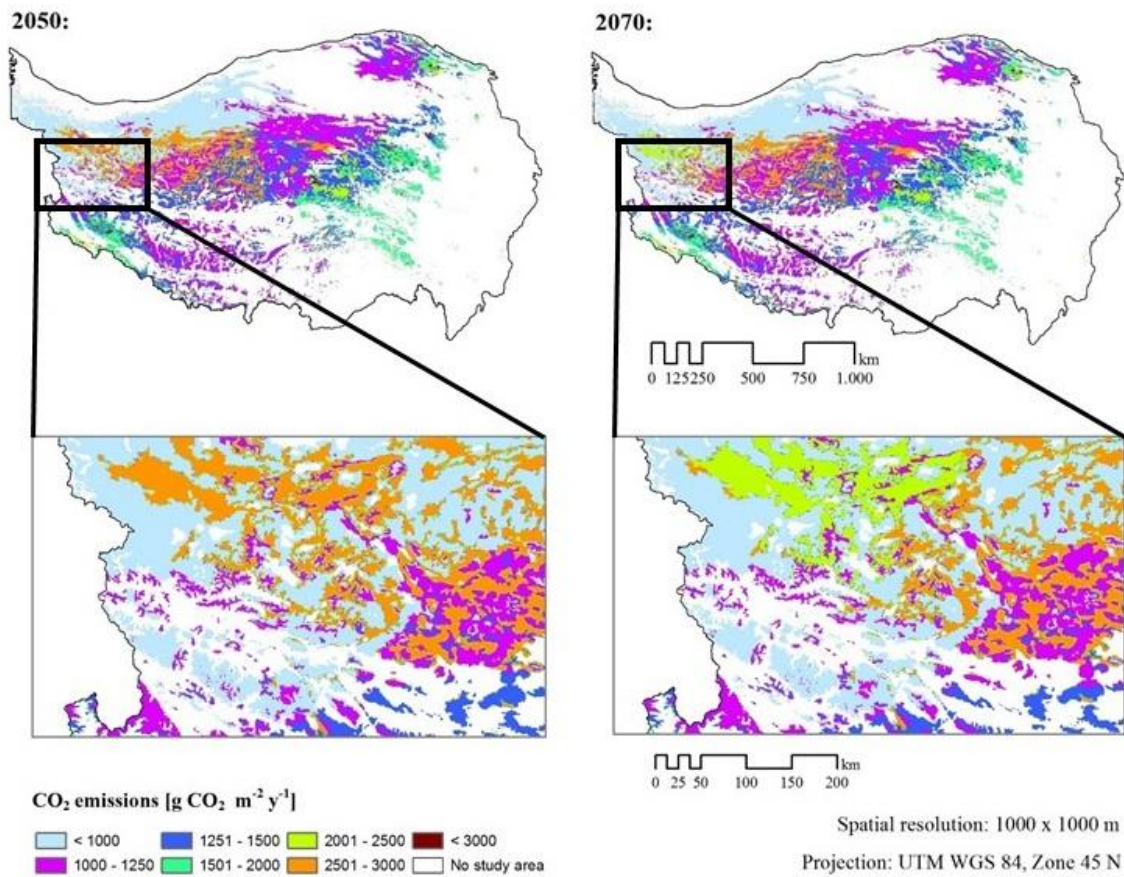 2050:
2070:
km
0 125 250 500 750 1.000
km
0 25 50 100 150 200
CO₂ emissions [g CO₂ m⁻² y⁻¹]
< 1000
1251 - 1500
2001 - 2500
< 3000
1000 - 1250
1501 - 2000
2501 - 3000
No study area
Spatial resolution: 1000 x 1000 m
Projection: UTM WGS 84, Zone 45 N